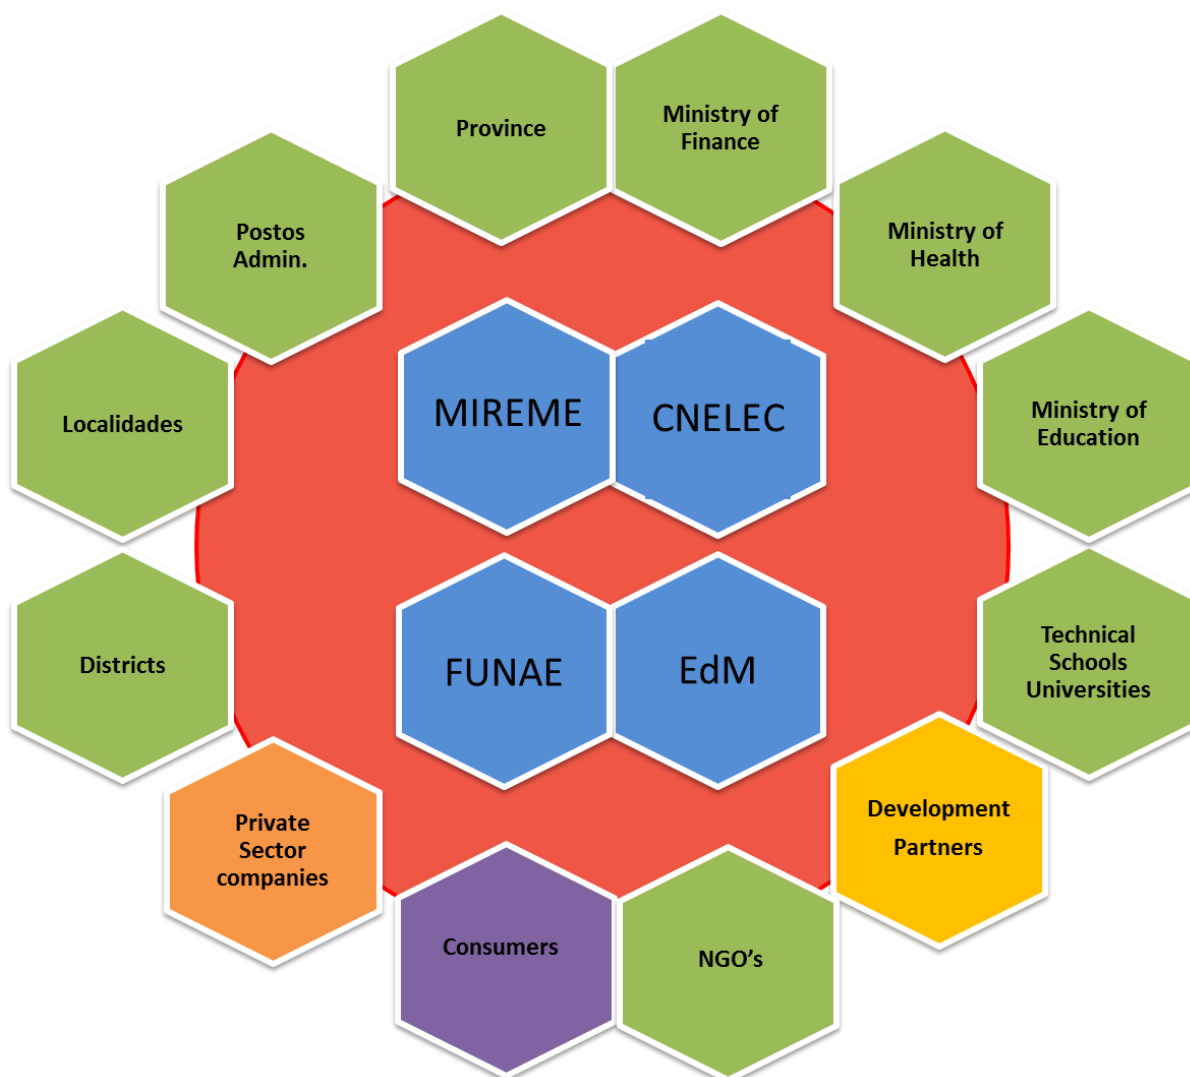 Province
Ministry of
Finance
Postos
Admin.
Ministry of
Health
Localidades
MIREME
CNELEC
Ministry of
Education
Districts
FUNAE
EdM
Technical
Schools
Universities
Private
Sector
companies
Development
Partners
Consumers
NGO’s